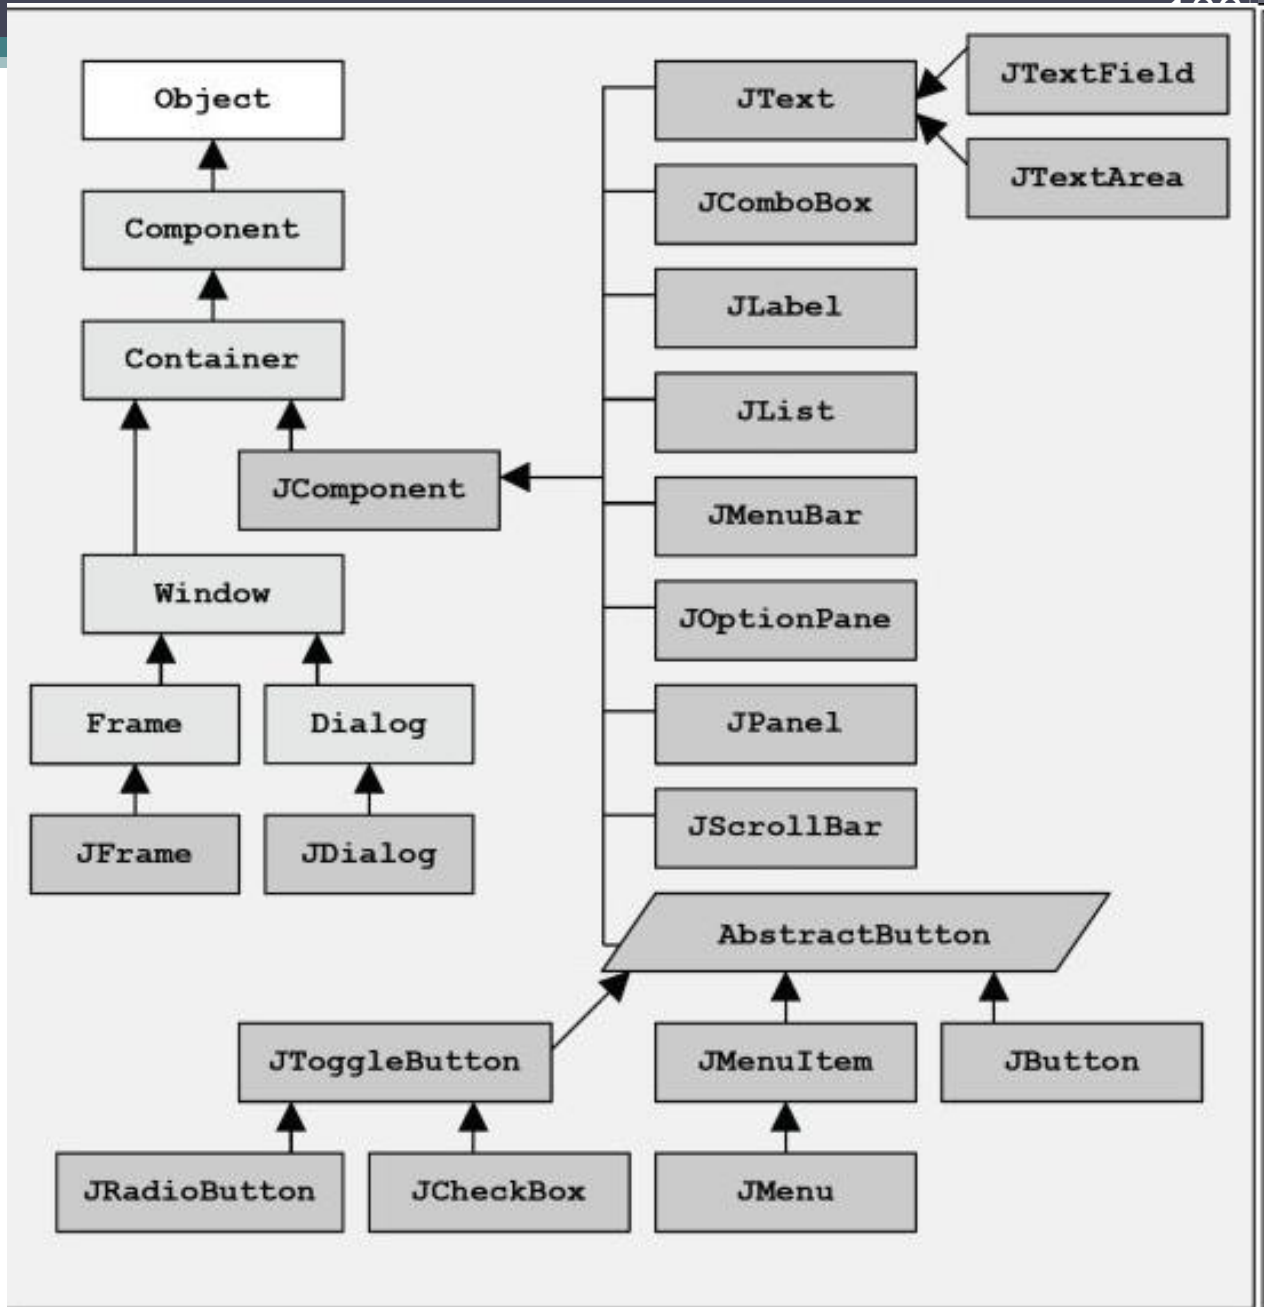 Object
Component
Container
JComponent
Window
Frame
Dialog
JFrame
JDialog
JText
JTextField
JTextArea
JComboBox
JLabel
JList
JMenuBar
JOptionPane
JPanel
JScrollBar
AbstractButton
JToggleButton
JMenuItem
JButton
JRadioButton
JCheckBox
JMenu